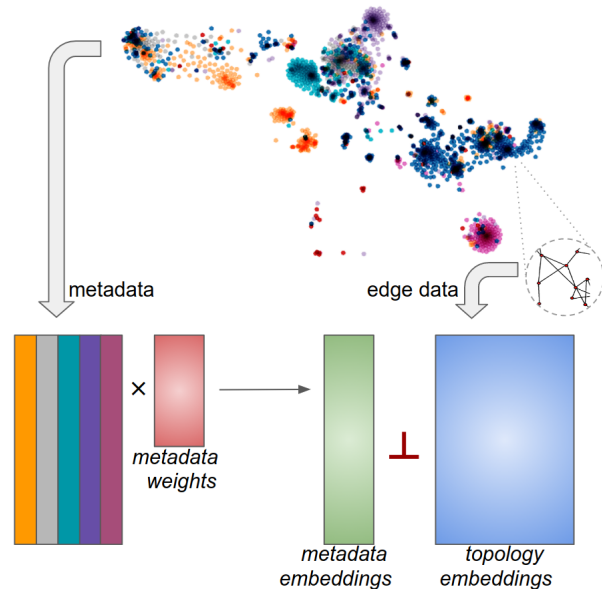 metadata
edge data
×
metadata
weights
⊥
metadata
embeddings
topology
embeddings